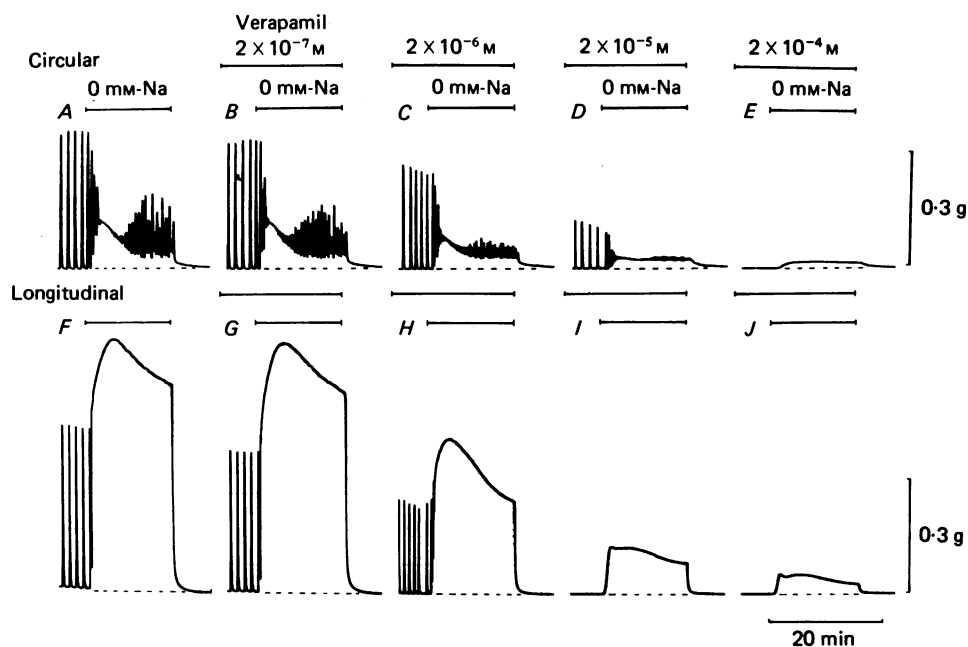 Verapamil
2 × 10⁻⁷ M 2 × 10⁻⁶ M 2 × 10⁻⁵ M 2 × 10⁻⁴ M
Circular
0 mM-Na 0 mM-Na 0 mM-Na 0 mM-Na 0 mM-Na
A B C D E
0·3 g
Longitudinal
F G H I J
0·3 g
20 min